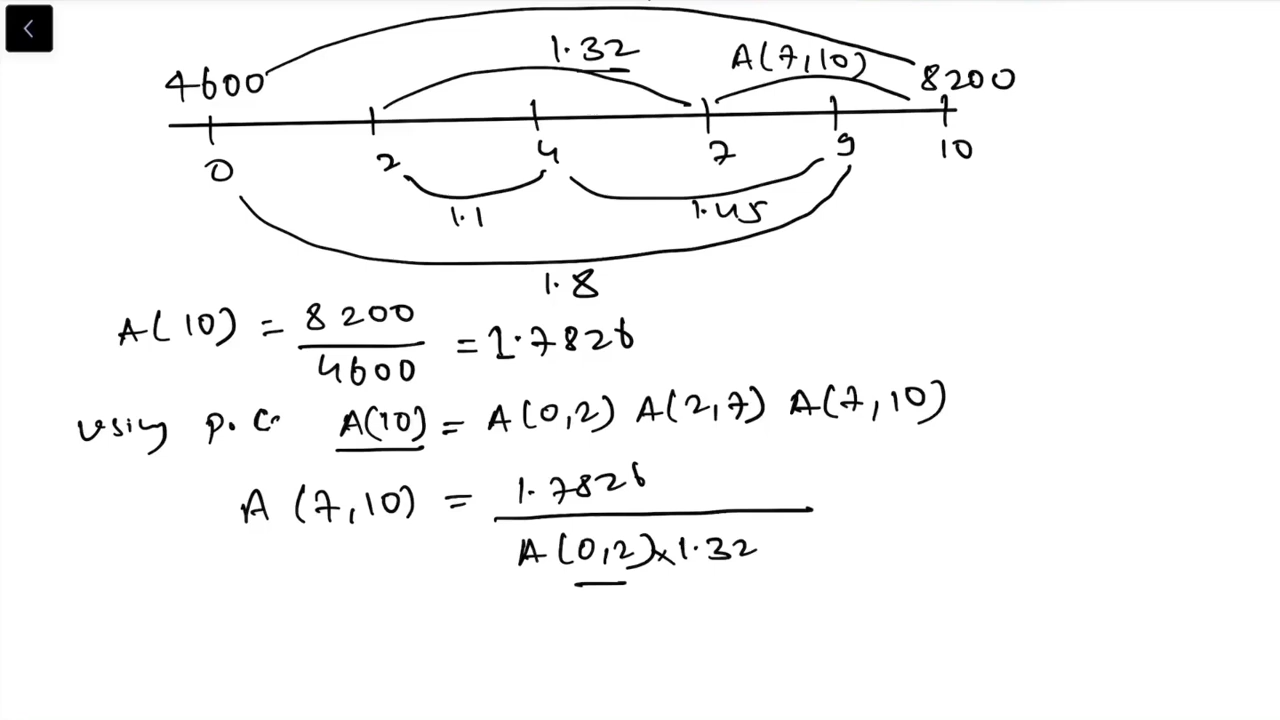 1.32
A(7,10)
4600
8200
0 2 4 7 9 10
1.1
1.45
1.8
A(10) = 8200/4600 = 1.7826
using p.c. A(10) = A(0,2) A(2,7) A(7,10)
A(7,10) = 1.7826
A(0,2)×1.32